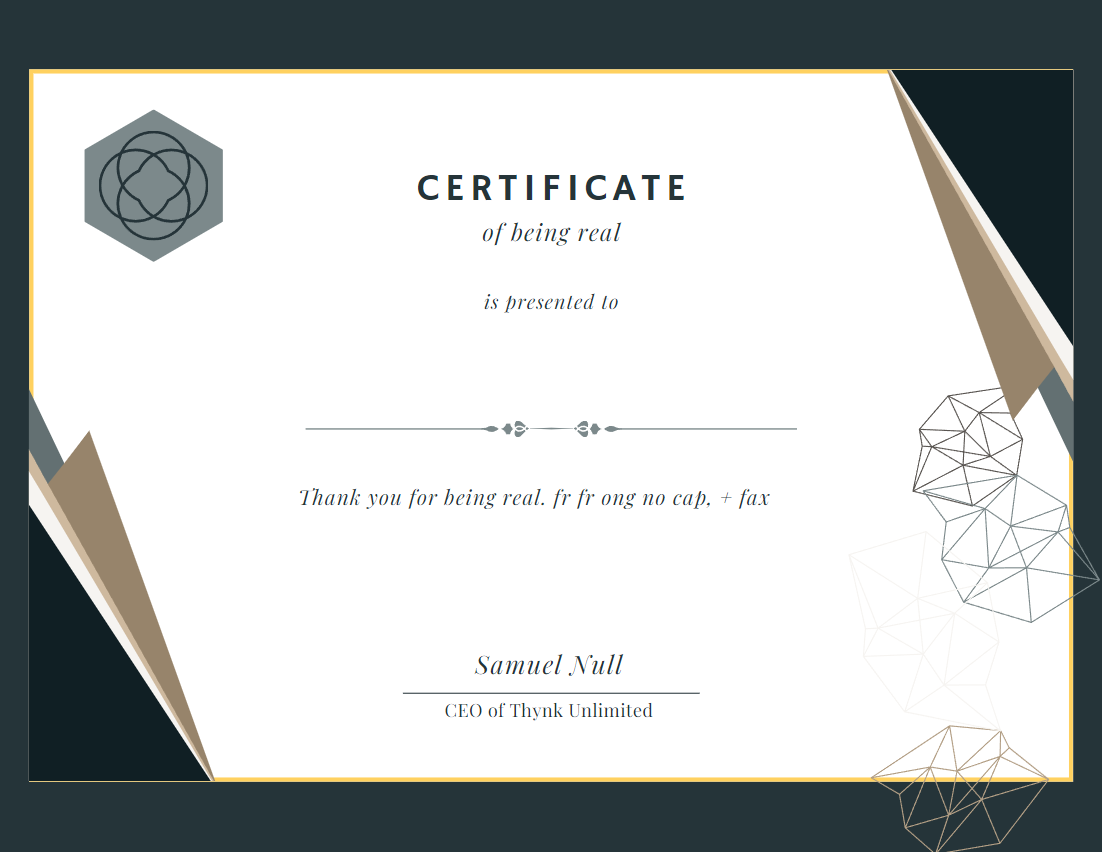 CERTIFICATE
of being real
is presented to
Thank you for being real. fr fr ong no cap, + fax
Samuel Null
CEO of Thynk Unlimited